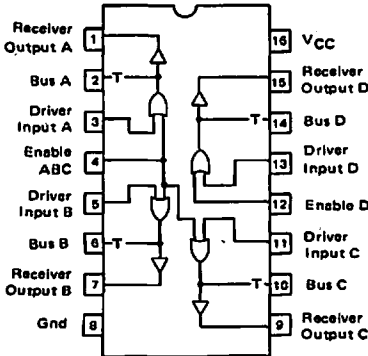 Receiver
Output A
1
Bus A
2
T
Driver
Input A
3
Enable
ABC
4
Driver
Input B
5
Bus B
6
T
Receiver
Output B
7
Gnd
8
16
VCC
15
Receiver
Output D
T
14
Bus D
13
Driver
Input D
12
Enable D
11
Driver
Input C
T
10
Bus C
9
Receiver
Output C